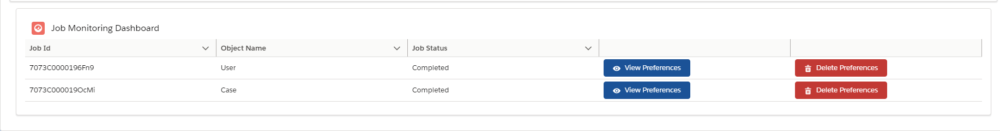 Job Monitoring Dashboard
Job Id Object Name Job Status
7073C0000196Fn9 User Completed View Preferences Delete Preferences
7073C000019OcMi Case Completed View Preferences Delete Preferences